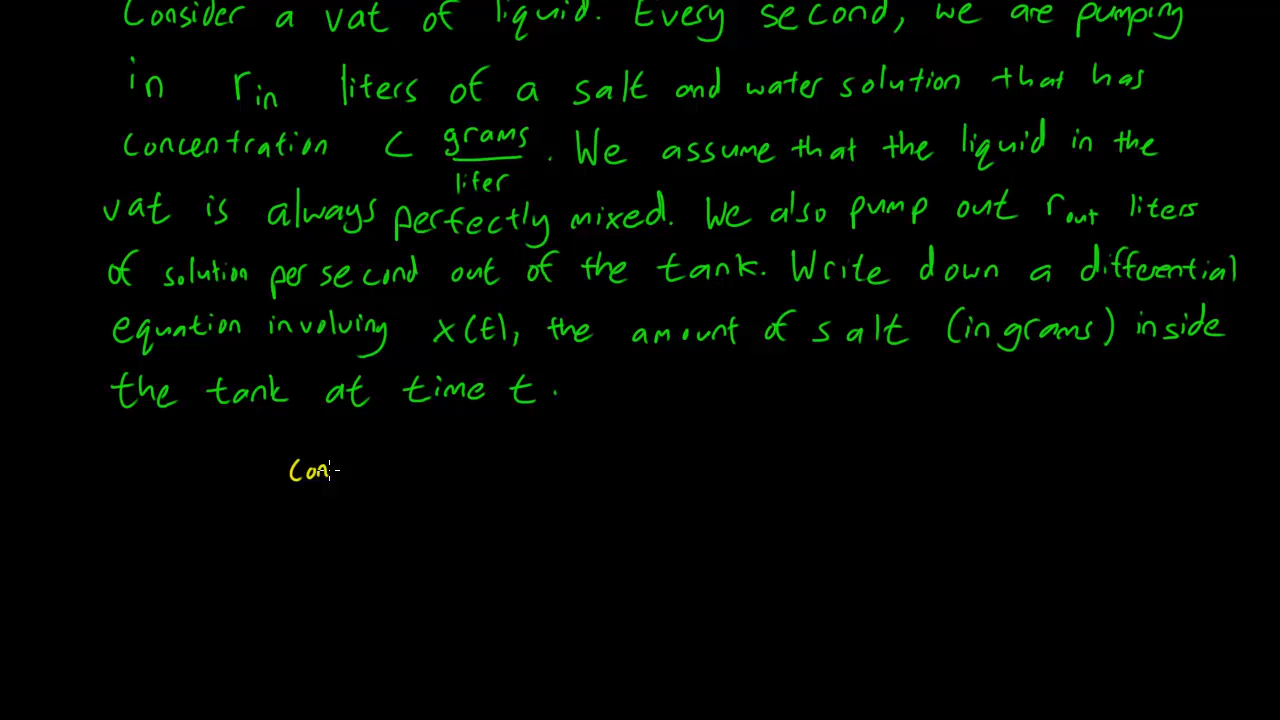 Consider a vat of liquid. Every second, we are pumping
in rin liters of a salt and water solution that has
concentration C grams/liter. We assume that the liquid in the
vat is always perfectly mixed. We also pump out rout liters
of solution per second out of the tank. Write down a differential
equation involving x(t), the amount of salt (in grams) inside
the tank at time t.
Con